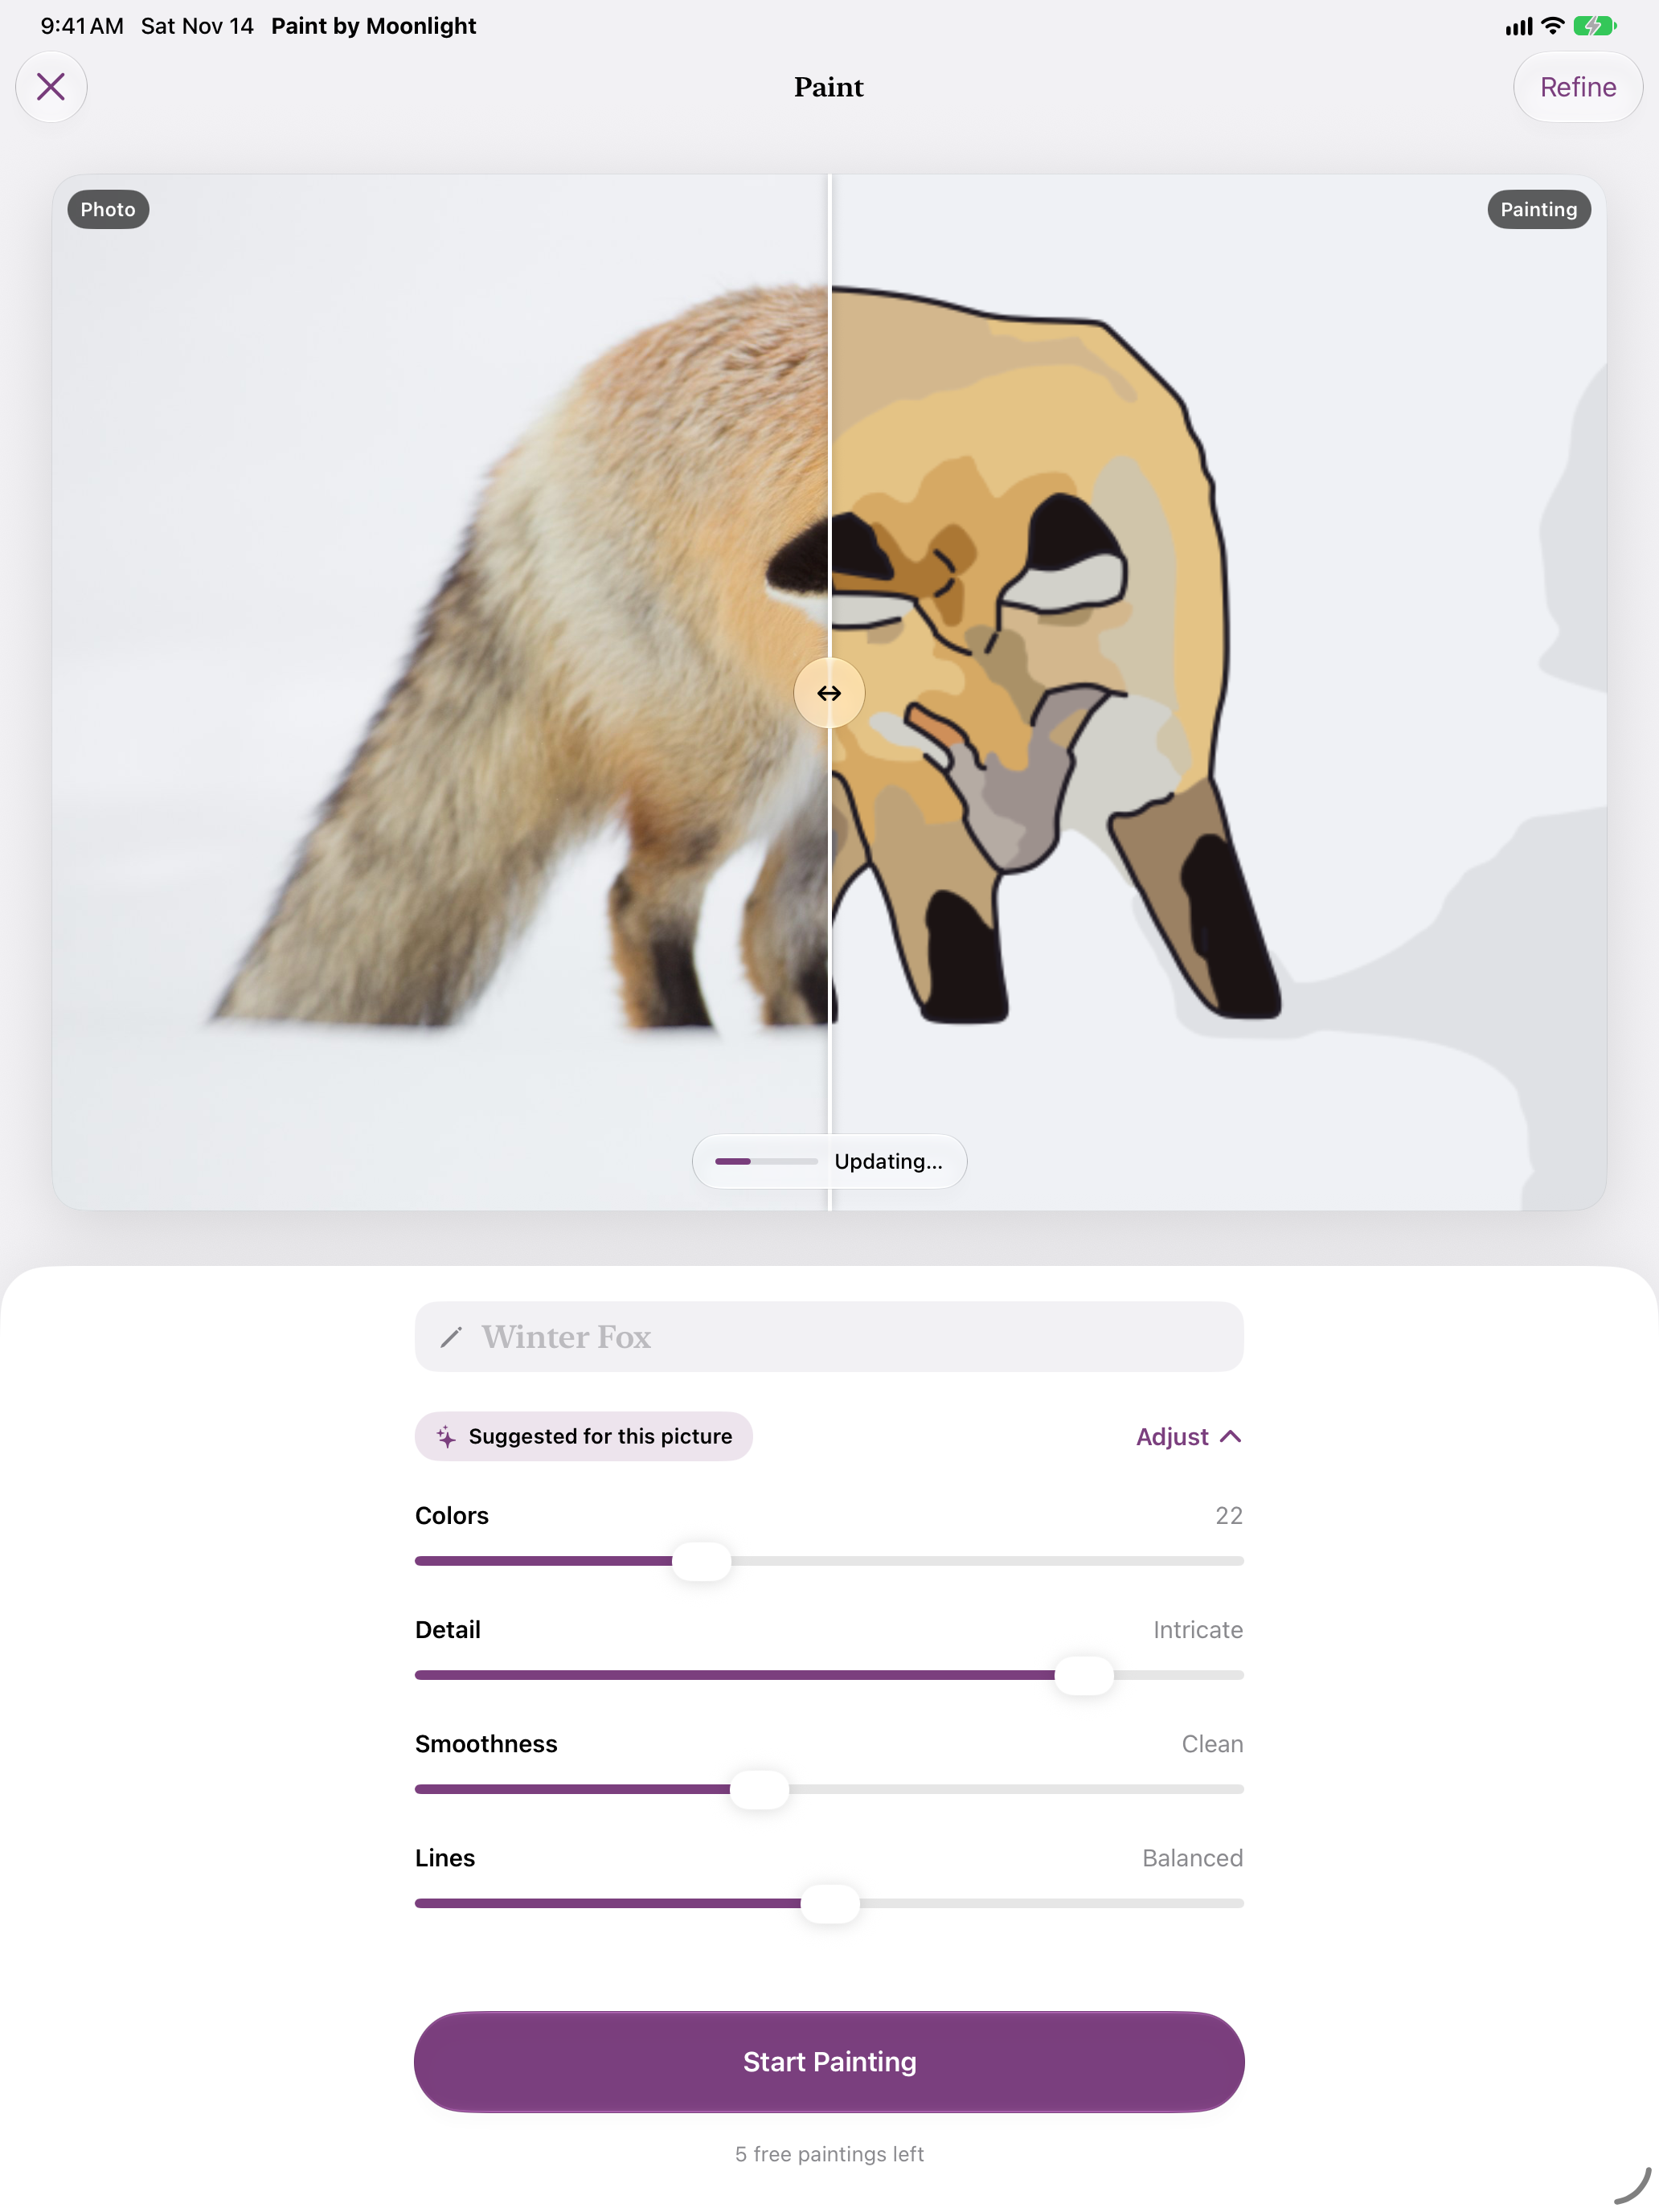 9:41 AM Sat Nov 14 Paint by Moonlight
Paint
Refine
Photo
Painting
Updating...
Winter Fox
Suggested for this picture
Adjust
Colors 22
Detail Intricate
Smoothness Clean
Lines Balanced
Start Painting
5 free paintings left